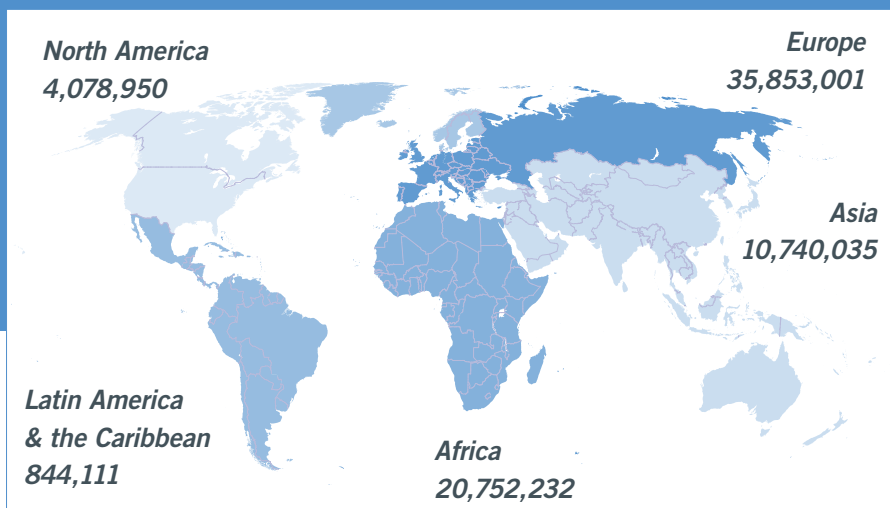 North America
4,078,950
Europe
35,853,001
Asia
10,740,035
Latin America
& the Caribbean
844,111
Africa
20,752,232